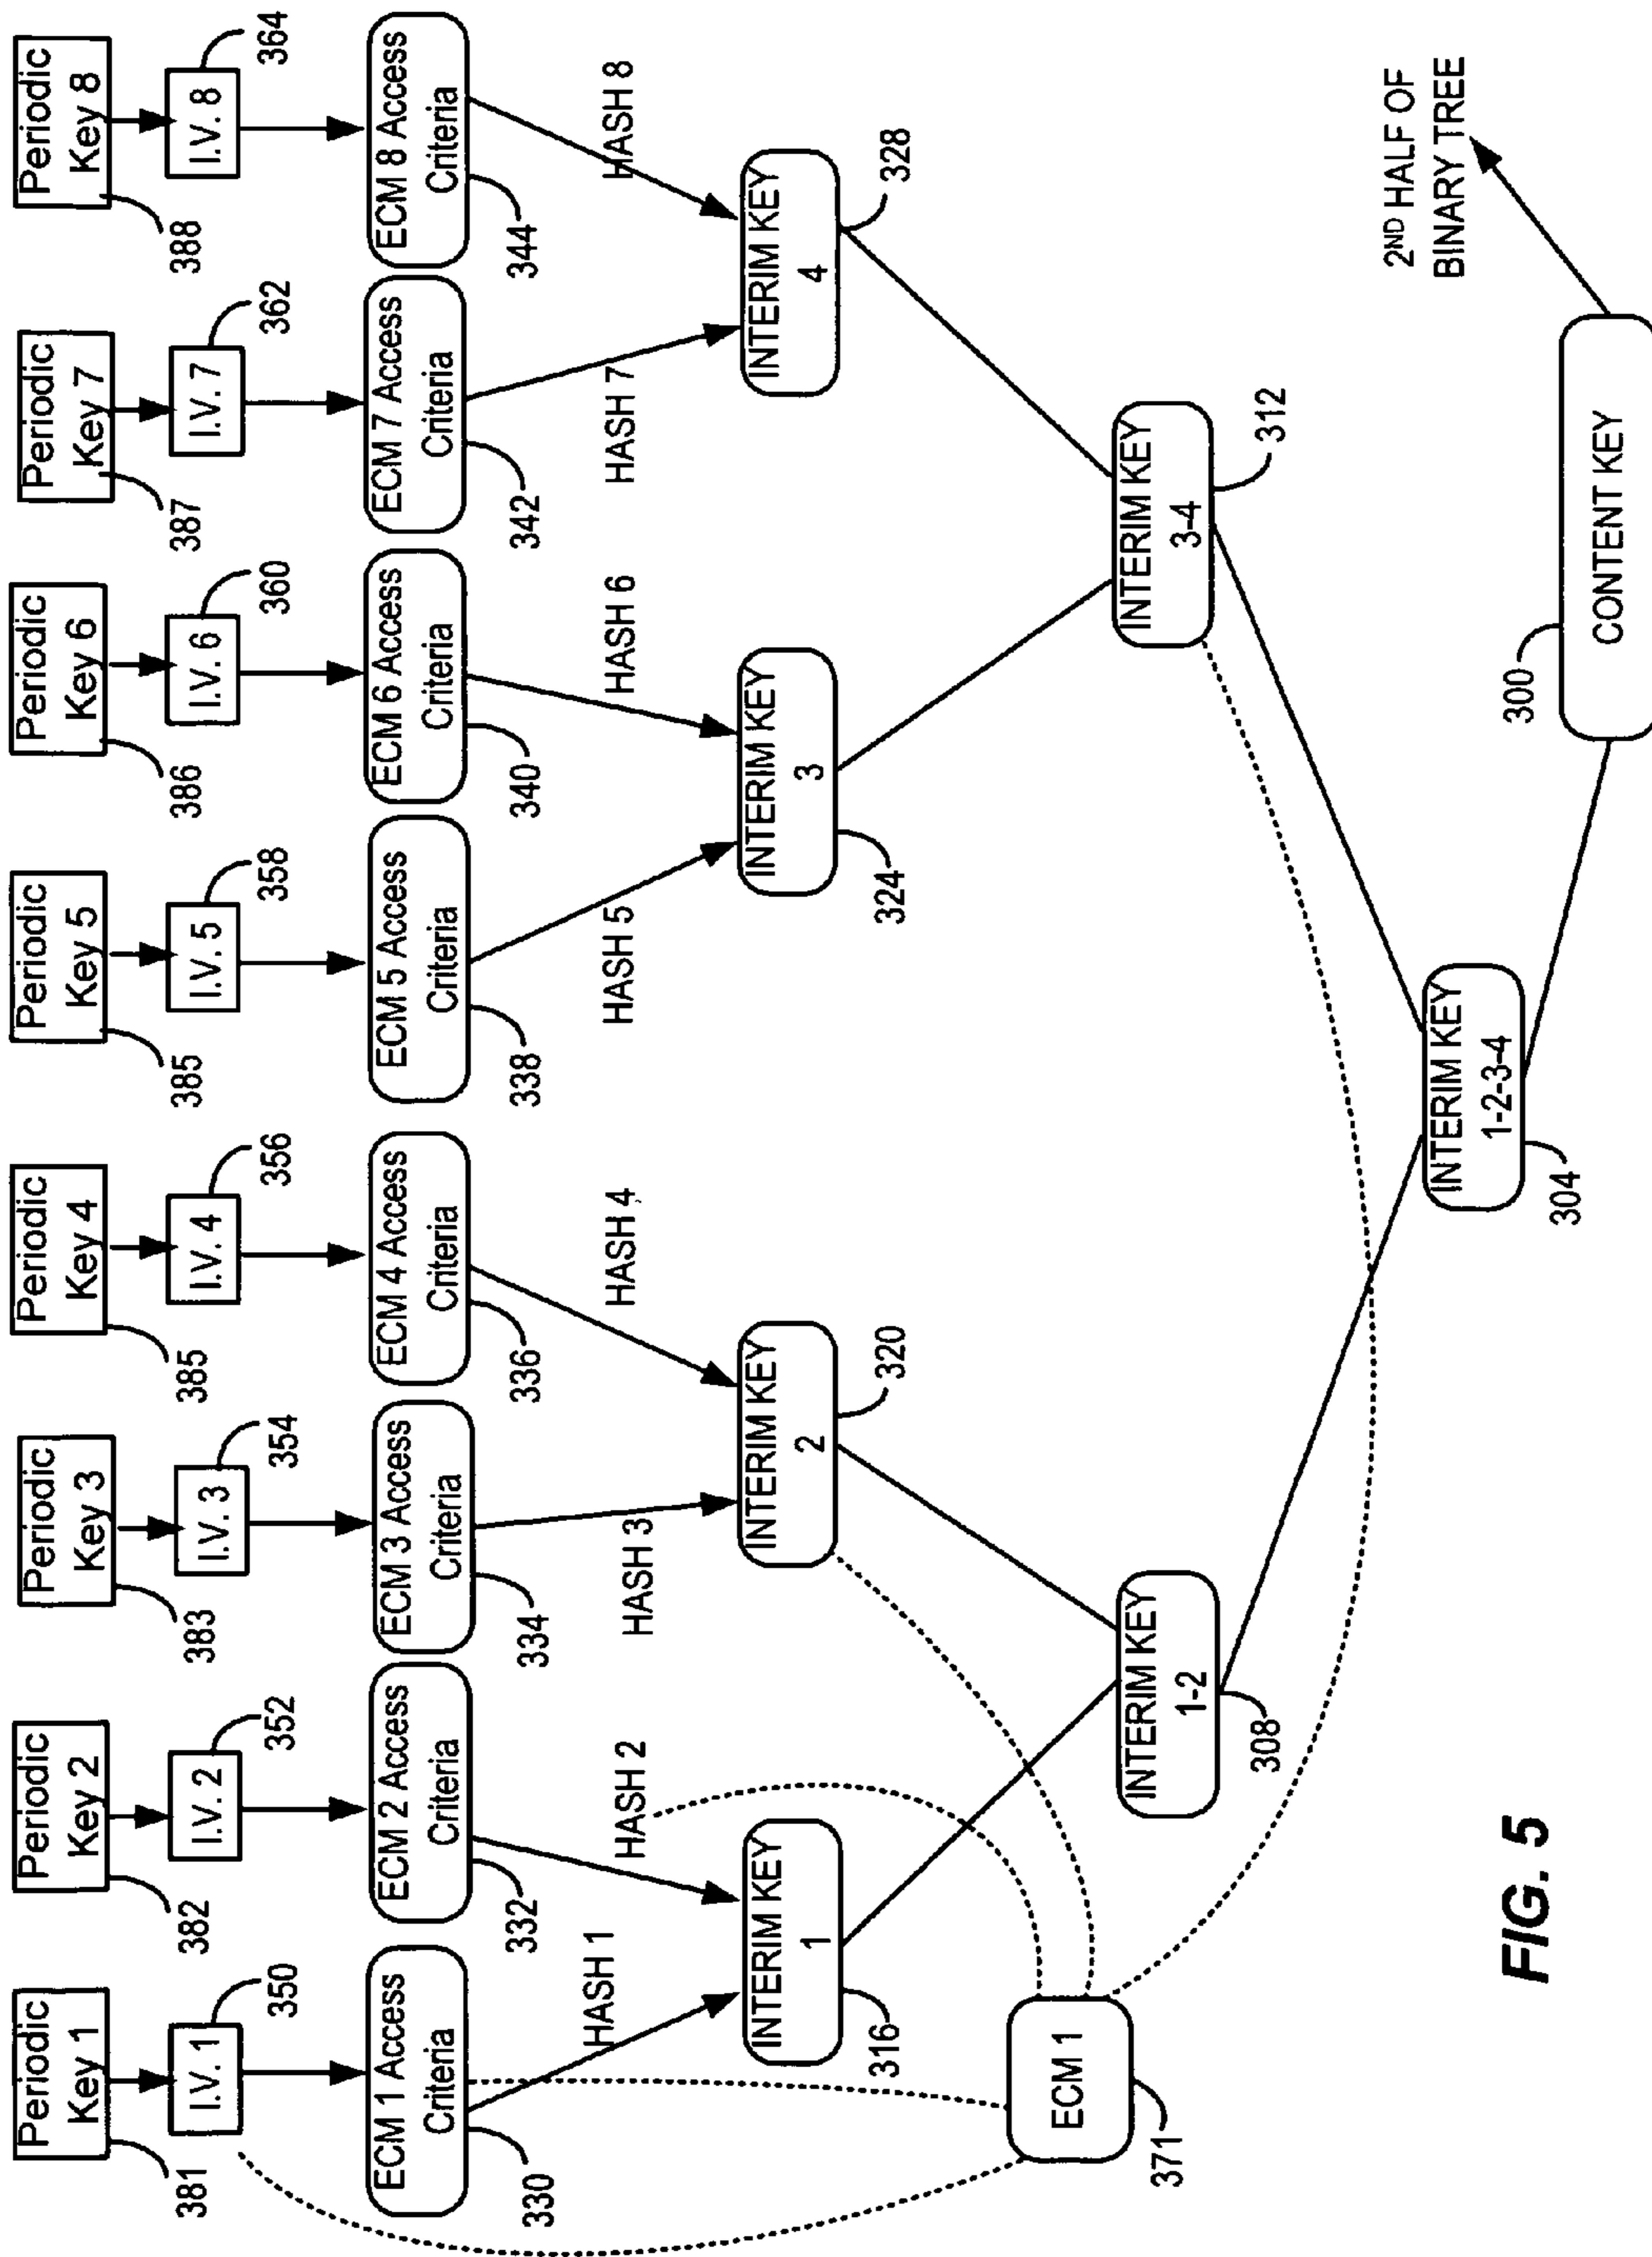 Periodic
Key 1
381
Periodic
Key 2
382
Periodic
Key 3
383
Periodic
Key 4
385
Periodic
Key 5
385
Periodic
Key 6
386
Periodic
Key 7
387
Periodic
Key 8
388
I.V. 1
350
I.V. 2
352
I.V. 3
354
I.V. 4
356
I.V. 5
358
I.V. 6
360
I.V. 7
362
I.V. 8
364
ECM 1 Access
Criteria
330
ECM 2 Access
Criteria
332
ECM 3 Access
Criteria
334
ECM 4 Access
Criteria
336
ECM 5 Access
Criteria
338
ECM 6 Access
Criteria
340
ECM 7 Access
Criteria
342
ECM 8 Access
Criteria
344
HASH 1
HASH 2
HASH 3
HASH 4
HASH 5
HASH 6
HASH 7
HASH 8
INTERIM KEY
1
316
INTERIM KEY
2
320
INTERIM KEY
3
324
INTERIM KEY
4
328
ECM 1
371
INTERIM KEY
1-2
308
INTERIM KEY
3-4
312
INTERIM KEY
1-2-3-4
304
2ND HALF OF
BINARY TREE
300
CONTENT KEY
FIG. 5